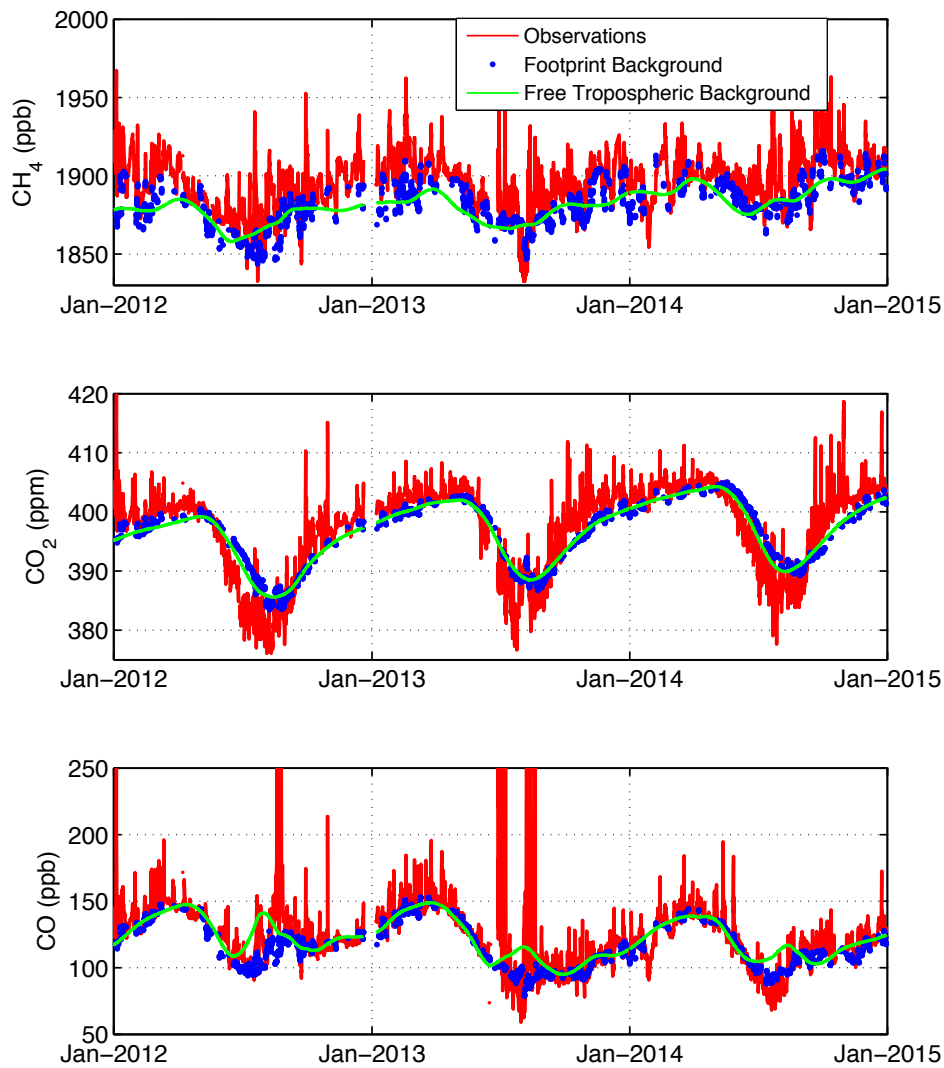 2000
1950
1900
1850
CH4 (ppb)
Observations
Footprint Background
Free Tropospheric Background
Jan−2012 Jan−2013 Jan−2014 Jan−2015
420
410
400
390
380
CO2 (ppm)
Jan−2012 Jan−2013 Jan−2014 Jan−2015
250
200
150
100
50
CO (ppb)
Jan−2012 Jan−2013 Jan−2014 Jan−2015